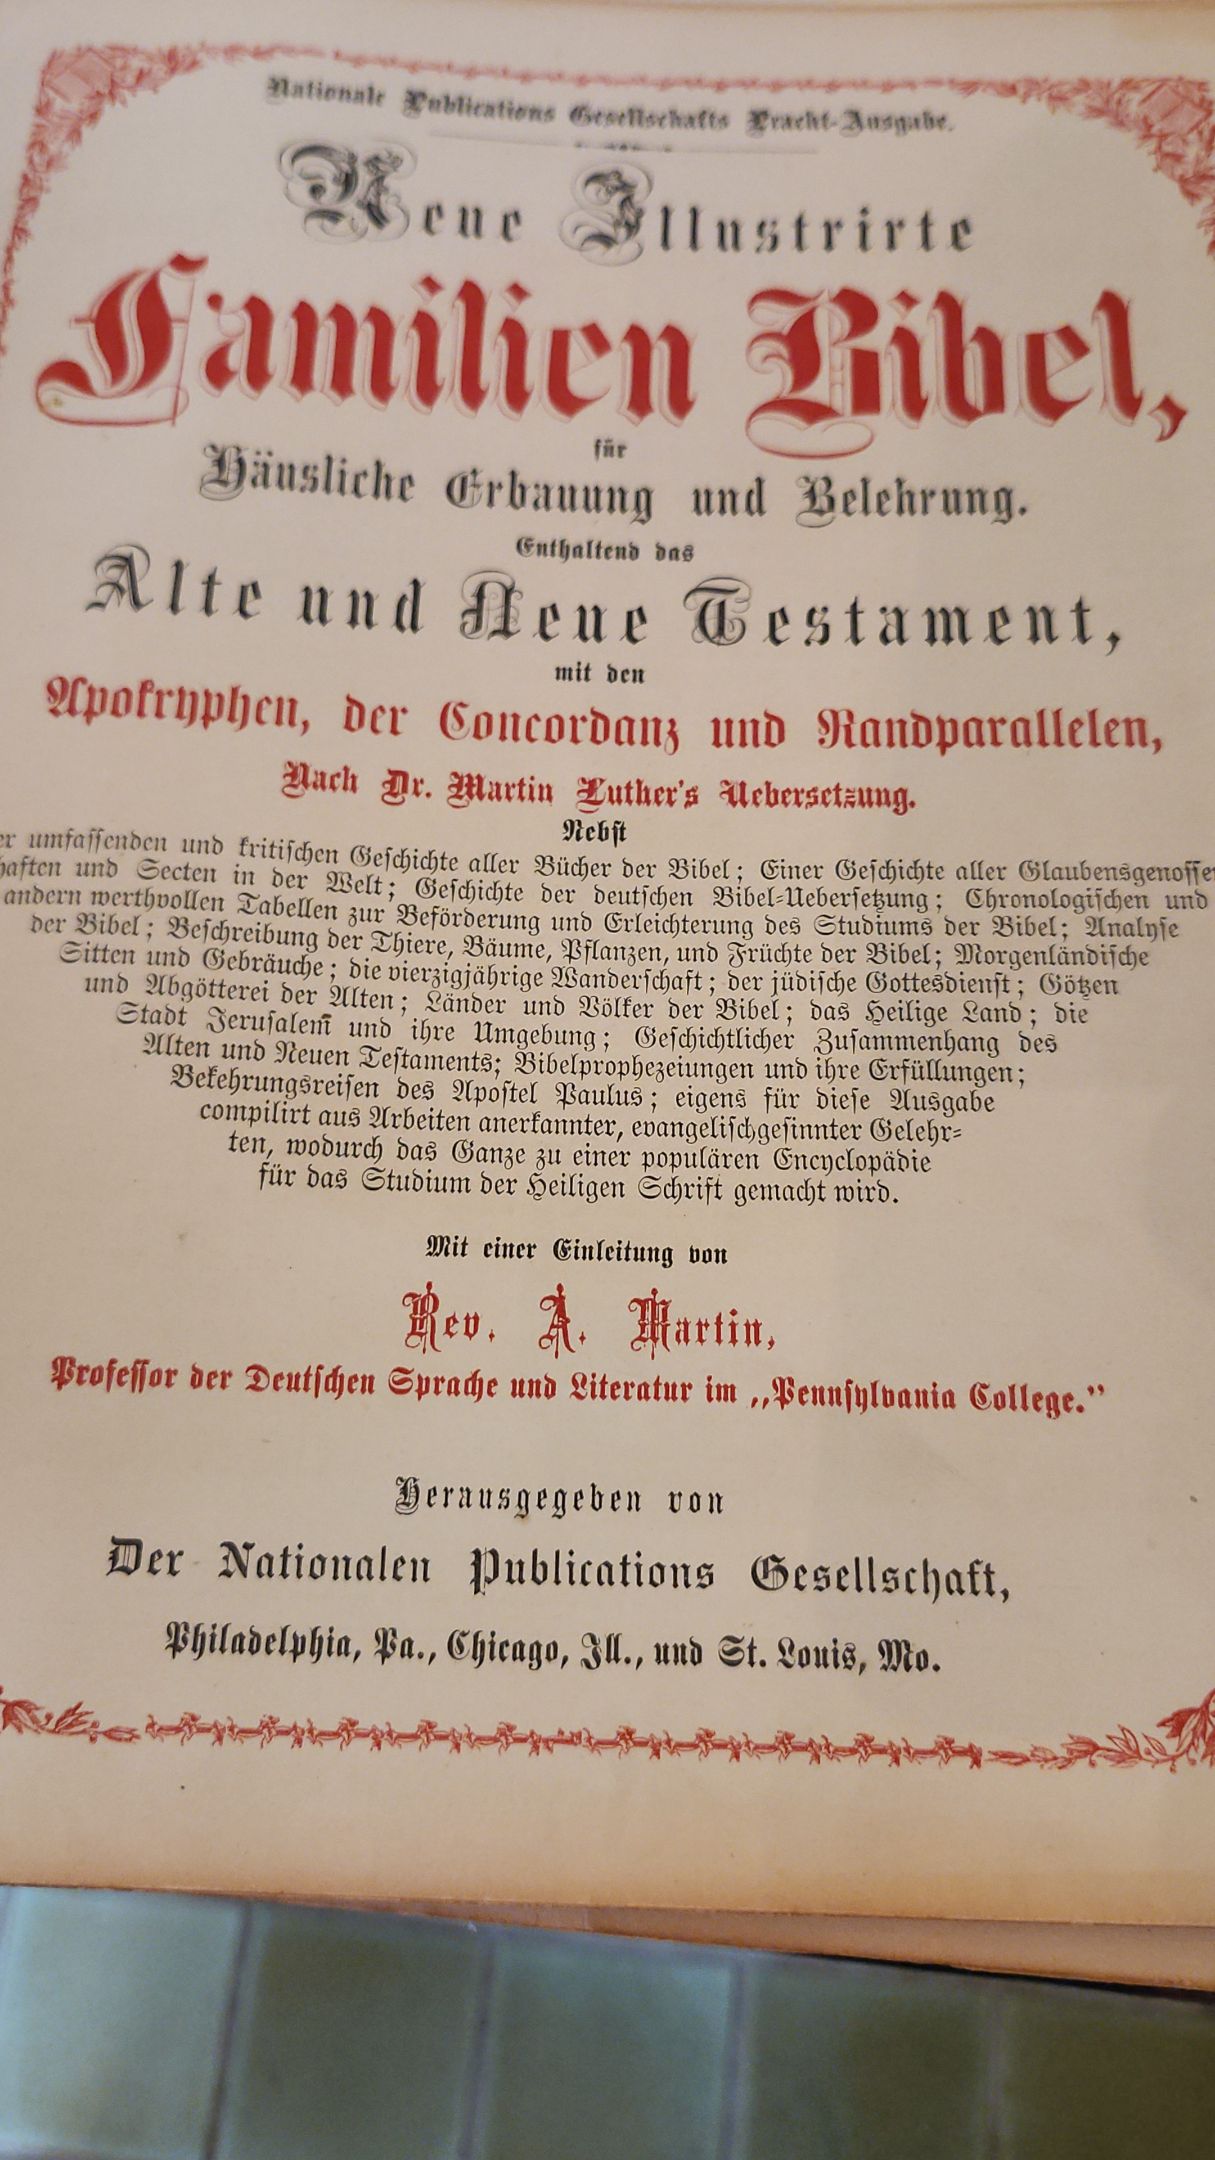 Nationale Publications Gesellschafts Pracht-Ausgabe.
Neue Illustrirte
Familien Bibel,
für
Häusliche Erbauung und Belehrung.
Enthaltend das
Alte und Neue Testament,
mit den
Apokryphen, der Concordanz und Randparallelen,
Nach Dr. Martin Luther's Uebersetzung.
Nebst
umfassenden und kritischen Geschichte aller Bücher der Bibel; Einer Geschichte aller Glaubensgenossen
haften und Secten in der Welt; Geschichte der deutschen Bibel-Uebersetzung; Chronologischen und
andern werthvollen Tabellen zur Beförderung und Erleichterung des Studiums der Bibel; Analyse
der Bibel; Beschreibung der Thiere, Bäume, Pflanzen, und Früchte der Bibel; Morgenländische
Sitten und Gebräuche; die vierzigjährige Wanderschaft; der jüdische Gottesdienst; Götzen
und Abgötterei der Alten; Länder und Völker der Bibel; das Heilige Land; die
Stadt Jerusalem und ihre Umgebung; Geschichtlicher Zusammenhang des
Alten und Neuen Testaments; Bibelprophezeiungen und ihre Erfüllungen;
Bekehrungsreisen des Apostel Paulus; eigens für diese Ausgabe
compilirt aus Arbeiten anerkannter, evangelischgesinnter Gelehr-
ten, wodurch das Ganze zu einer populären Encyclopädie
für das Studium der Heiligen Schrift gemacht wird.
Mit einer Einleitung von
Rev. A. Martin,
Professor der Deutschen Sprache und Literatur im „Pennsylvania College."
Herausgegeben von
Der Nationalen Publications Gesellschaft,
Philadelphia, Pa., Chicago, Ill., und St. Louis, Mo.